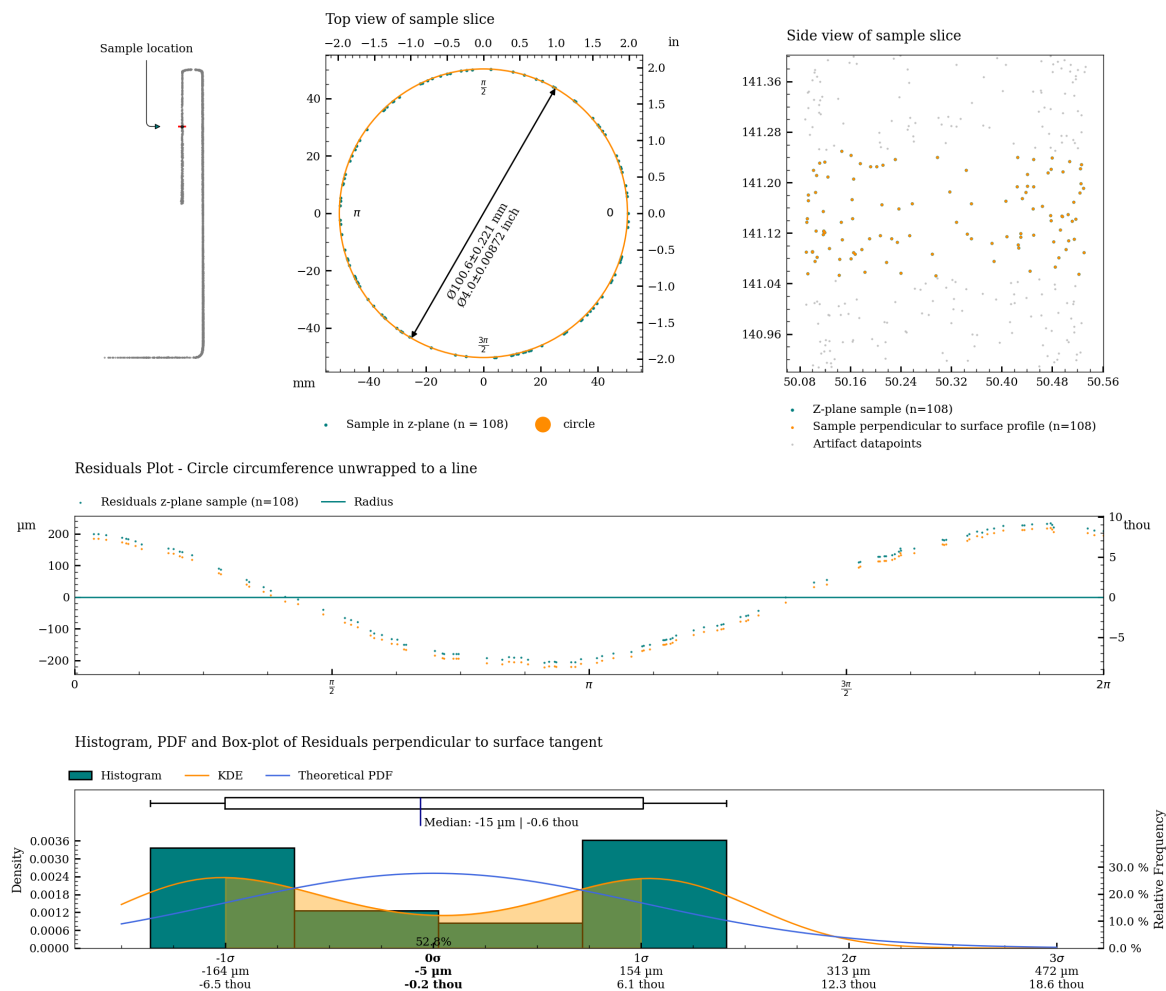 Sample location
Top view of sample slice
−2.0 −1.5 −1.0 −0.5 0.0 0.5 1.0 1.5 2.0 in
2.0
1.5
1.0
0.5
0.0
−0.5
−1.0
−1.5
−2.0
40
20
0
−20
−40
π/2
π
0
3π/2
Ø100.6±0.221 mm
Ø4.0±0.00872 inch
mm
−40 −20 0 20 40
Sample in z-plane (n = 108)
circle
Side view of sample slice
141.36
141.28
141.20
141.12
141.04
140.96
50.08 50.16 50.24 50.32 50.40 50.48 50.56
Z-plane sample (n=108)
Sample perpendicular to surface profile (n=108)
Artifact datapoints
Residuals Plot - Circle circumference unwrapped to a line
Residuals z-plane sample (n=108)
Radius
µm
200
100
0
−100
−200
10
thou
5
0
−5
0 π/2 π 3π/2 2π
Histogram, PDF and Box-plot of Residuals perpendicular to surface tangent
Histogram
KDE
Theoretical PDF
Median: -15 µm | -0.6 thou
Density
0.0036
0.0030
0.0024
0.0018
0.0012
0.0006
0.0000
52.8%
Relative Frequency
30.0 %
20.0 %
10.0 %
0.0 %
-1σ 0σ 1σ 2σ 3σ
-164 µm -5 µm 154 µm 313 µm 472 µm
-6.5 thou -0.2 thou 6.1 thou 12.3 thou 18.6 thou